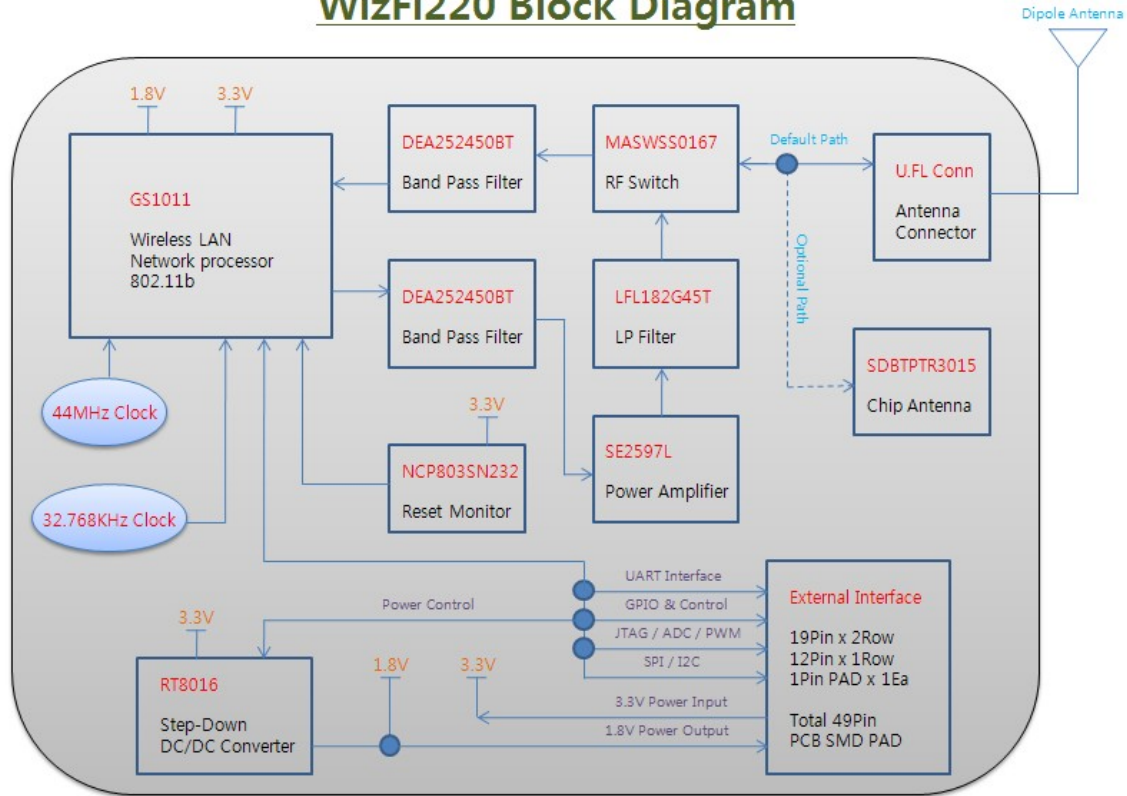 WizFi220 Block Diagram
Dipole Antenna
1.8V
3.3V
GS1011
Wireless LAN
Network processor
802.11b
DEA252450BT
Band Pass Filter
MASWSS0167
RF Switch
Default Path
U.FL Conn
Antenna
Connector
DEA252450BT
Band Pass Filter
LFL182G45T
LP Filter
Optional Path
SDBTPTR3015
Chip Antenna
44MHz Clock
3.3V
NCP803SN232
Reset Monitor
SE2597L
Power Amplifier
32.768KHz Clock
UART Interface
Power Control
GPIO & Control
JTAG / ADC / PWM
SPI / I2C
3.3V Power Input
1.8V Power Output
External Interface
19Pin x 2Row
12Pin x 1Row
1Pin PAD x 1Ea
Total 49Pin
PCB SMD PAD
3.3V
RT8016
Step-Down
DC/DC Converter
1.8V
3.3V